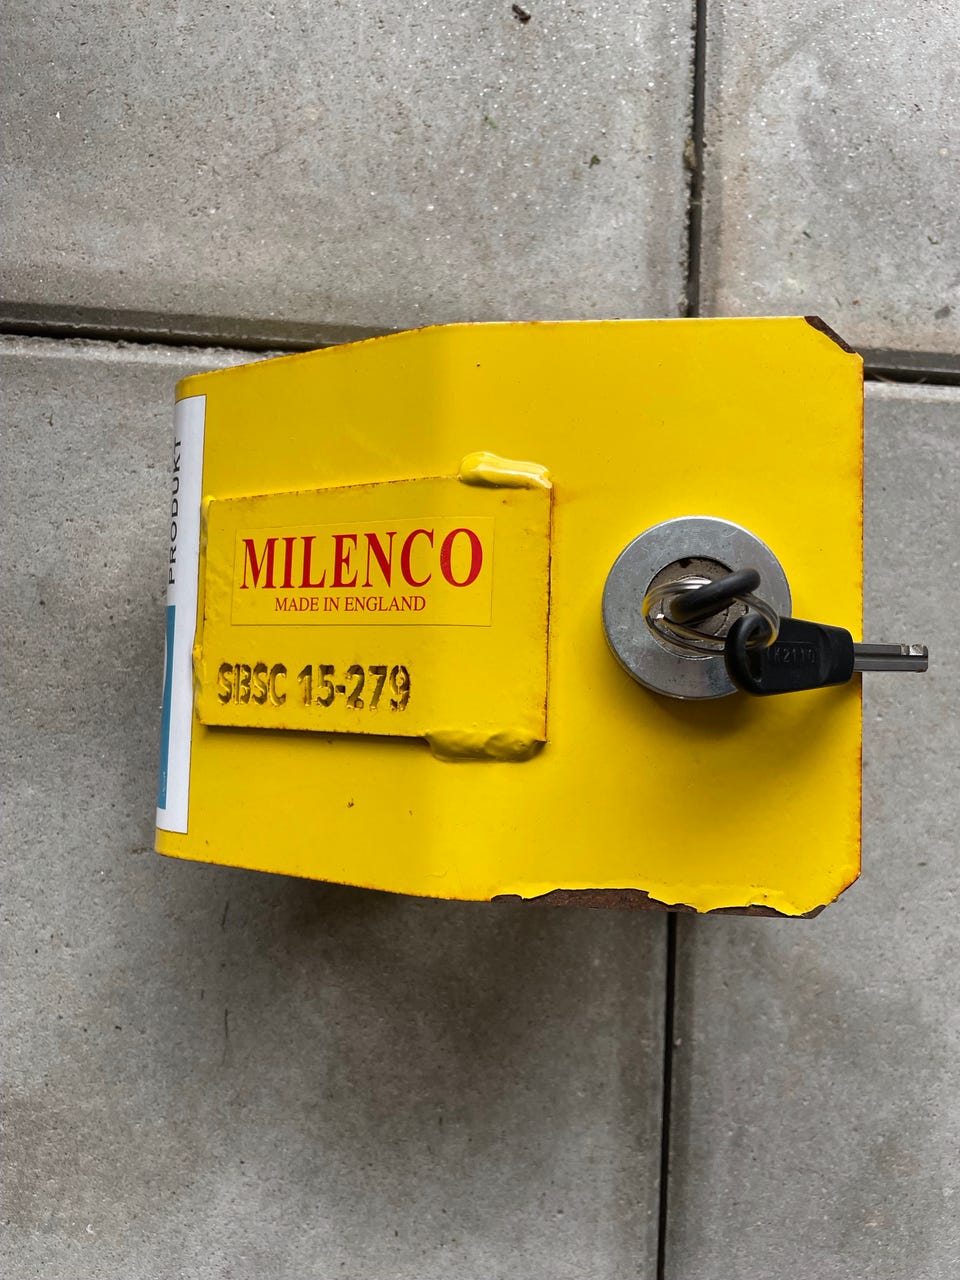 PRODUKT
MILENCO
MADE IN ENGLAND
SBSC 15-279